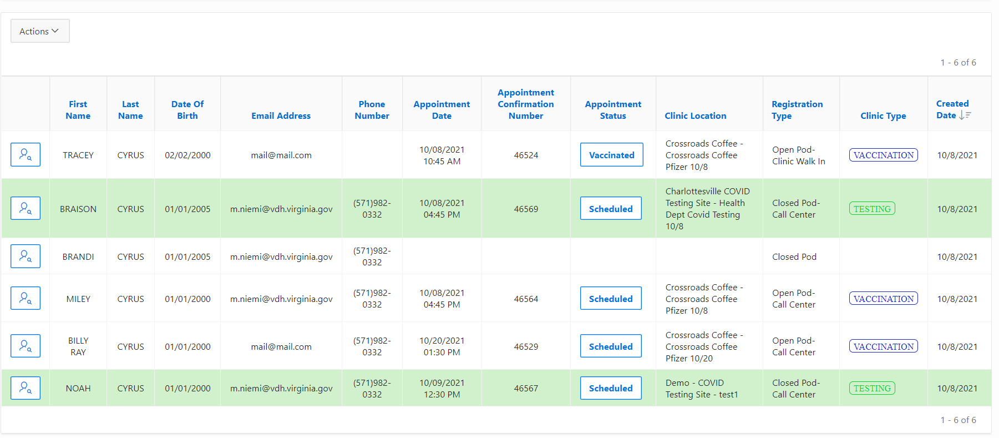 Actions
1 - 6 of 6
First Name
Last Name
Date Of Birth
Email Address
Phone Number
Appointment Date
Appointment Confirmation Number
Appointment Status
Clinic Location
Registration Type
Clinic Type
Created Date
TRACEY
CYRUS
02/02/2000
mail@mail.com
10/08/2021
10:45 AM
46524
Vaccinated
Crossroads Coffee -
Crossroads Coffee
Pfizer 10/8
Open Pod-
Clinic Walk In
VACCINATION
10/8/2021
BRAISON
CYRUS
01/01/2005
m.niemi@vdh.virginia.gov
(571)982-
0332
10/08/2021
04:45 PM
46569
Scheduled
Charlottesville COVID
Testing Site - Health
Dept Covid Testing
10/8
Closed Pod-
Call Center
TESTING
10/8/2021
BRANDI
CYRUS
01/01/2005
m.niemi@vdh.virginia.gov
(571)982-
0332
Closed Pod
10/8/2021
MILEY
CYRUS
01/01/2000
m.niemi@vdh.virginia.gov
(571)982-
0332
10/08/2021
04:45 PM
46564
Scheduled
Crossroads Coffee -
Crossroads Coffee
Pfizer 10/8
Open Pod-
Call Center
VACCINATION
10/8/2021
BILLY
RAY
CYRUS
01/01/2000
mail@mail.com
(571)982-
0332
10/20/2021
01:30 PM
46529
Scheduled
Crossroads Coffee -
Crossroads Coffee
Pfizer 10/20
Open Pod-
Call Center
VACCINATION
10/8/2021
NOAH
CYRUS
01/01/2000
m.niemi@vdh.virginia.gov
(571)982-
0332
10/09/2021
12:30 PM
46567
Scheduled
Demo - COVID
Testing Site - test1
Closed Pod-
Call Center
TESTING
10/8/2021
1 - 6 of 6